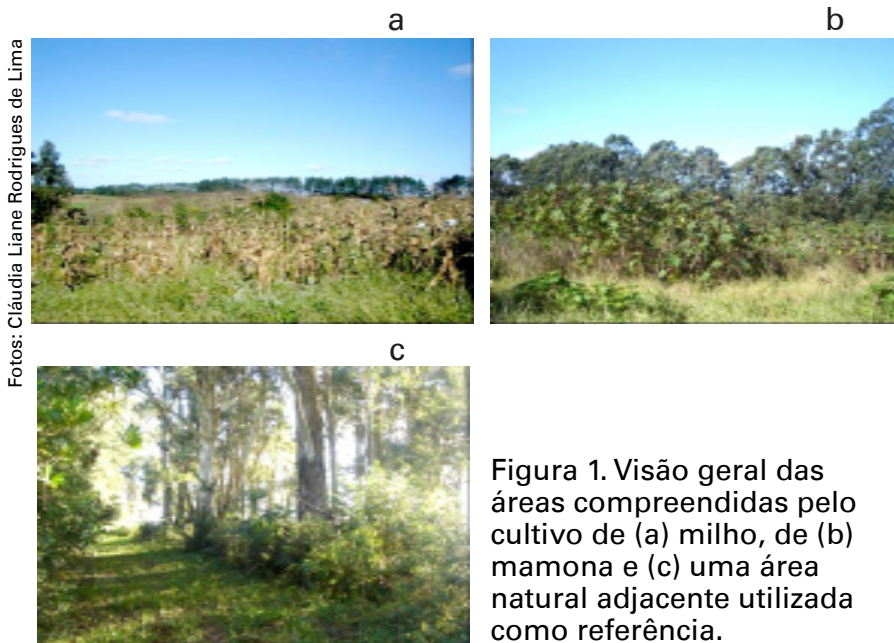 a
b
Fotos: Cláudia Liane Rodrigues de Lima
c
Figura 1. Visão geral das
áreas compreendidas pelo
cultivo de (a) milho, de (b)
mamona e (c) uma área
natural adjacente utilizada
como referência.